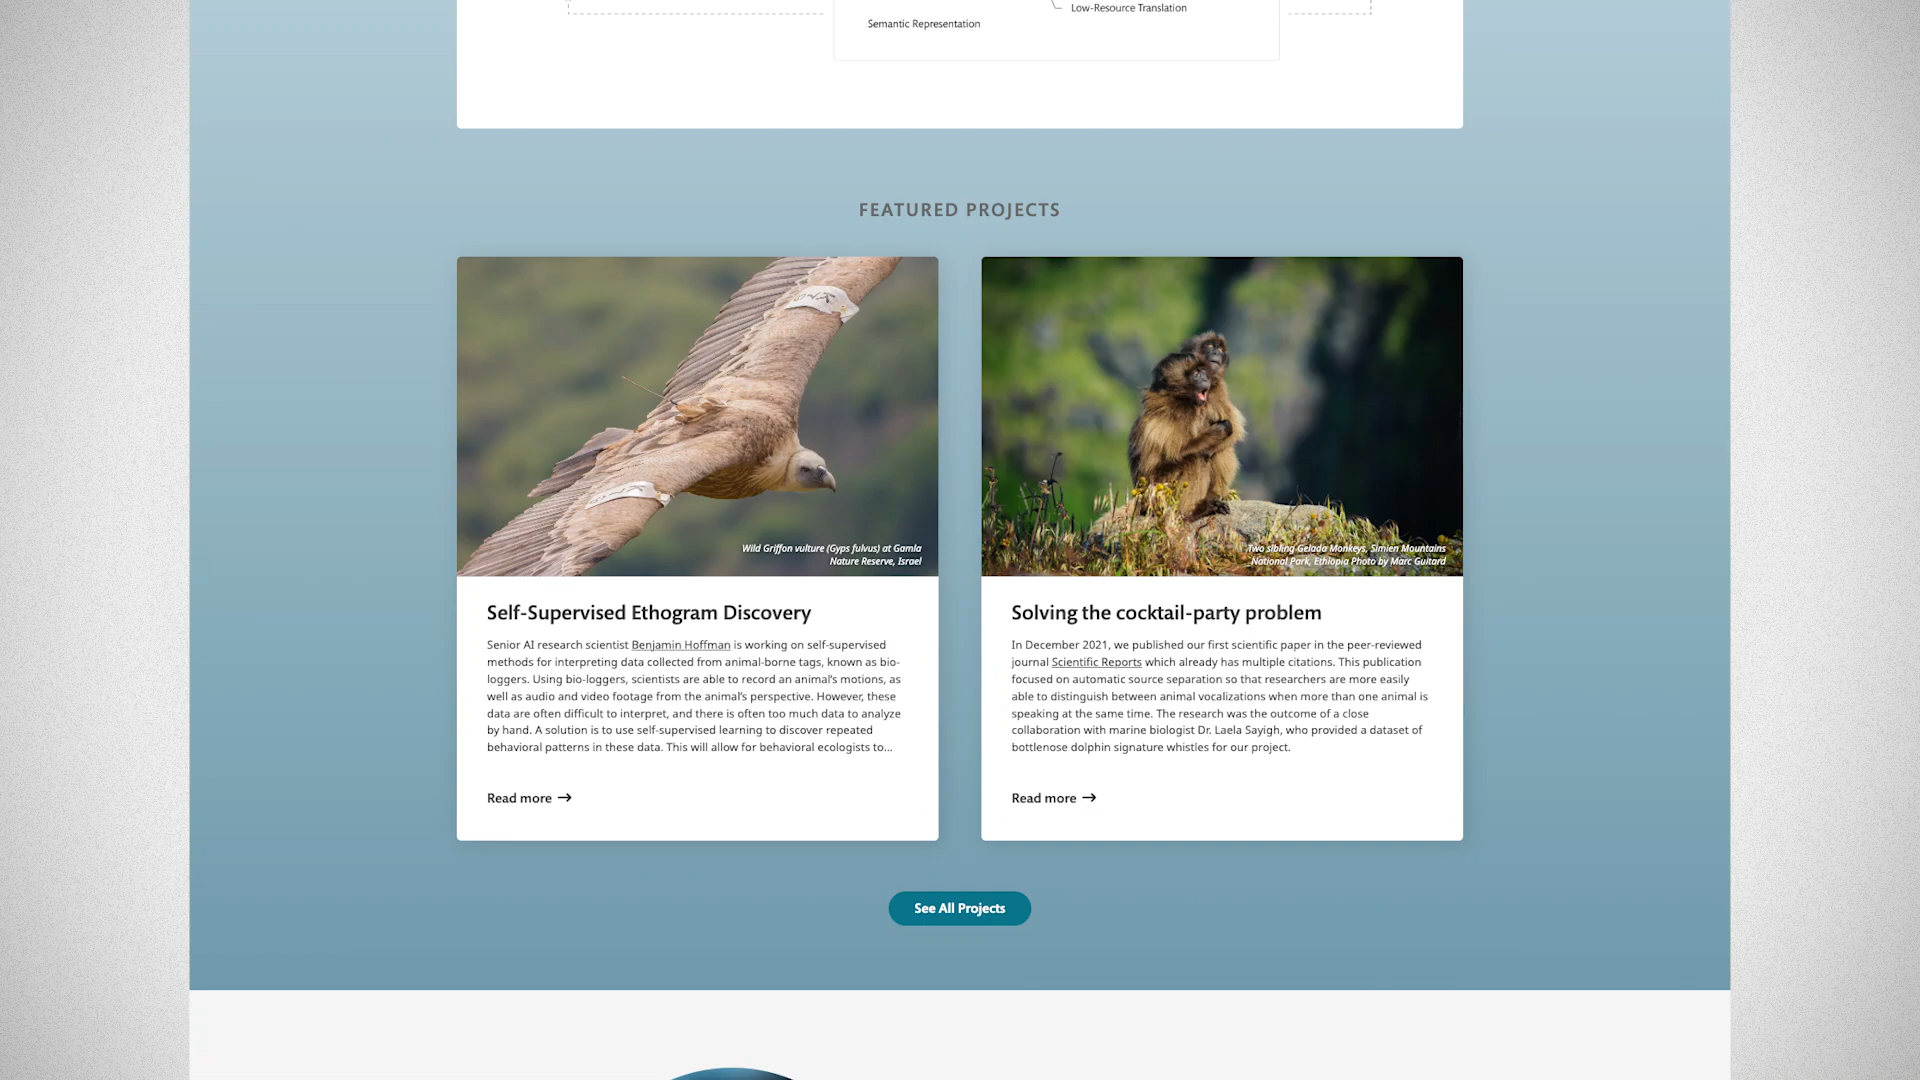 Low-Resource Translation
Semantic Representation
FEATURED PROJECTS
Wild Griffon vulture (Gyps fulvus) at Gamla
Nature Reserve, Israel
Two sibling Gelada Monkeys, Simien Mountains
National Park, Ethiopia Photo by Marc Guitard
Self-Supervised Ethogram Discovery
Senior AI research scientist Benjamin Hoffman is working on self-supervised
methods for interpreting data collected from animal-borne tags, known as bio-
loggers. Using bio-loggers, scientists are able to record an animal’s motions, as
well as audio and video footage from the animal’s perspective. However, these
data are often difficult to interpret, and there is often too much data to analyze
by hand. A solution is to use self-supervised learning to discover repeated
behavioral patterns in these data. This will allow for behavioral ecologists to...
Read more →
Solving the cocktail-party problem
In December 2021, we published our first scientific paper in the peer-reviewed
journal Scientific Reports which already has multiple citations. This publication
focused on automatic source separation so that researchers are more easily
able to distinguish between animal vocalizations when more than one animal is
speaking at the same time. The research was the outcome of a close
collaboration with marine biologist Dr. Laela Sayigh, who provided a dataset of
bottlenose dolphin signature whistles for our project.
Read more →
See All Projects